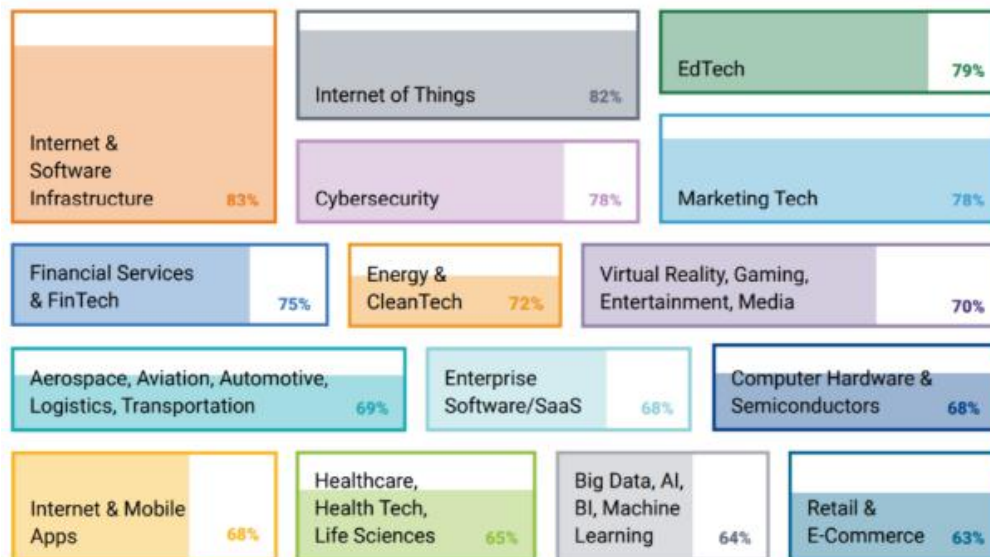 Internet &
Software
Infrastructure 83%
Internet of Things 82%
EdTech 79%
Cybersecurity 78%
Marketing Tech 78%
Financial Services
& FinTech 75%
Energy &
CleanTech 72%
Virtual Reality, Gaming,
Entertainment, Media 70%
Aerospace, Aviation, Automotive,
Logistics, Transportation 69%
Enterprise
Software/SaaS 68%
Computer Hardware &
Semiconductors 68%
Internet & Mobile
Apps 68%
Healthcare,
Health Tech,
Life Sciences 65%
Big Data, AI,
BI, Machine
Learning 64%
Retail &
E-Commerce 63%